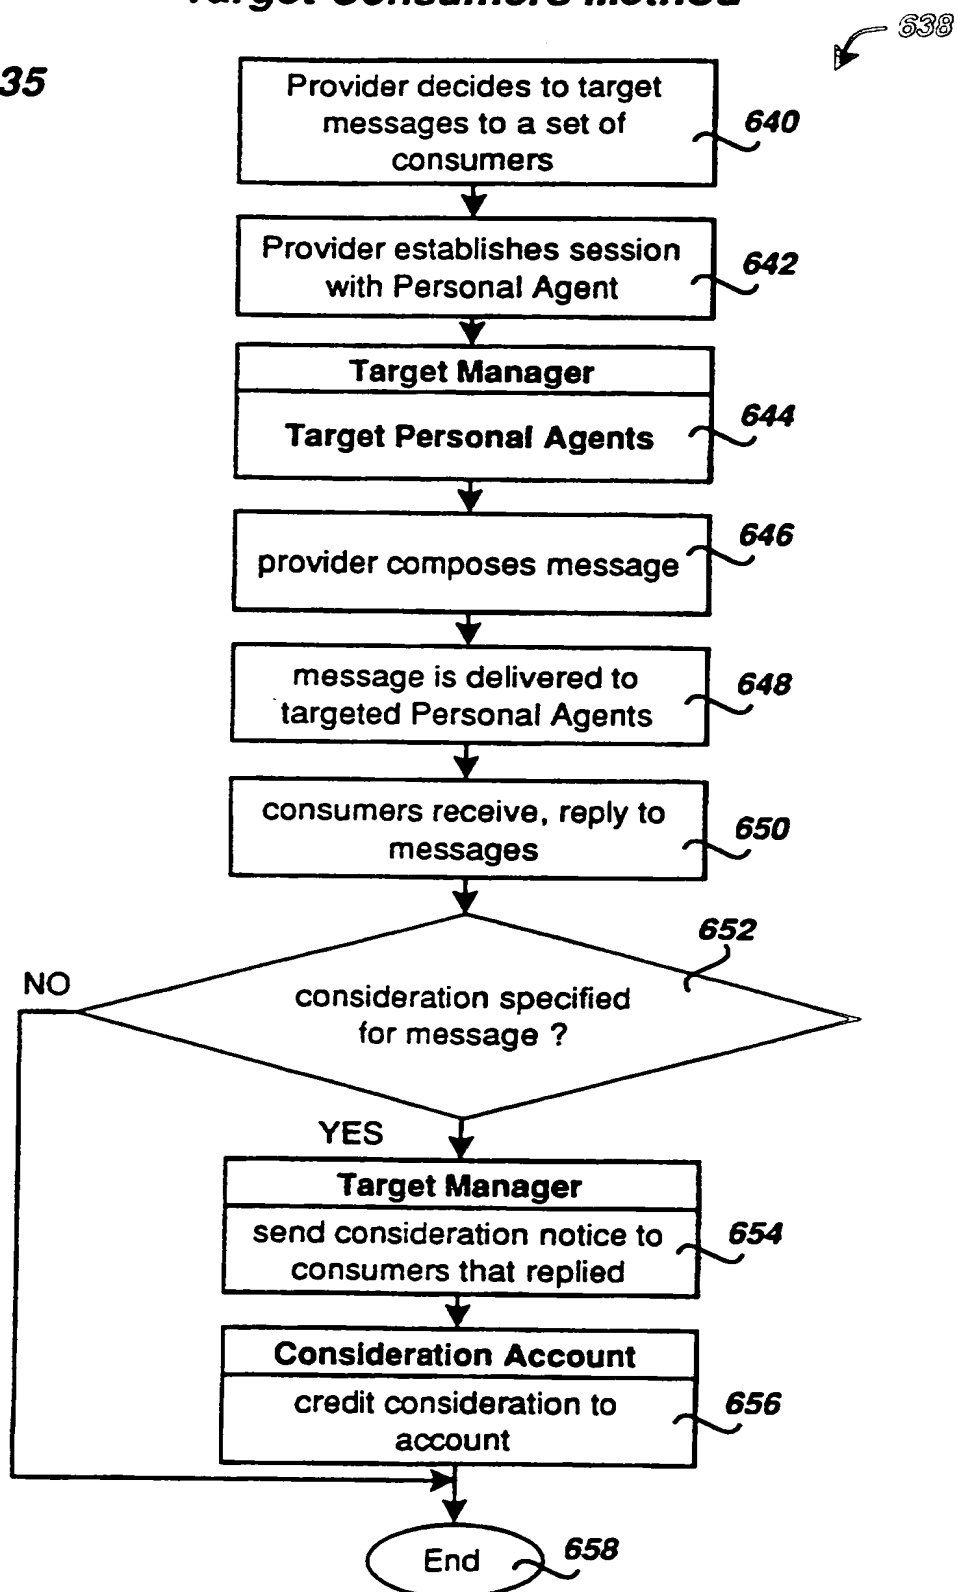 Target Consumers Method
638
35
Provider decides to target
messages to a set of
consumers
640
Provider establishes session
with Personal Agent
642
Target Manager
Target Personal Agents
644
provider composes message
646
message is delivered to
targeted Personal Agents
648
consumers receive, reply to
messages
650
652
NO
consideration specified
for message ?
YES
Target Manager
send consideration notice to
consumers that replied
654
Consideration Account
credit consideration to
account
656
End
658